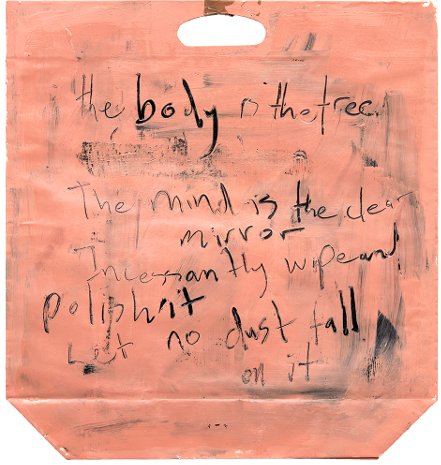 the body is the tree
The mind is the clear
mirror
Incessantly wipe and
polish it
Let no dust fall
on it